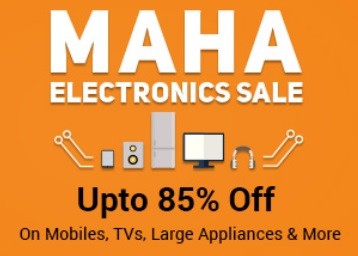 MAHA
ELECTRONICS SALE
Upto 85% Off
On Mobiles, TVs, Large Appliances & More